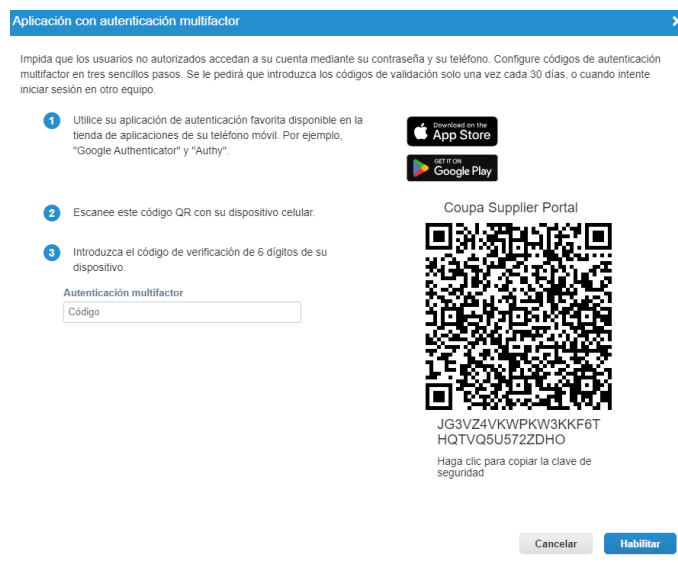 Aplicación con autenticación multifactor
Impida que los usuarios no autorizados accedan a su cuenta mediante su contraseña y su teléfono. Configure códigos de autenticación
multifactor en tres sencillos pasos. Se le pedirá que introduzca los códigos de validación solo una vez cada 30 días, o cuando intente
iniciar sesión en otro equipo.
1 Utilice su aplicación de autenticación favorita disponible en la
tienda de aplicaciones de su teléfono móvil. Por ejemplo,
"Google Authenticator" y "Authy".
Download on the
App Store
GET IT ON
Google Play
2 Escanee este código QR con su dispositivo celular.
3 Introduzca el código de verificación de 6 dígitos de su
dispositivo.
Autenticación multifactor
Código
Coupa Supplier Portal
JG3VZ4VKWPKW3KKF6T
HQTVQ5U572ZDHO
Haga clic para copiar la clave de
seguridad
Cancelar
Habilitar